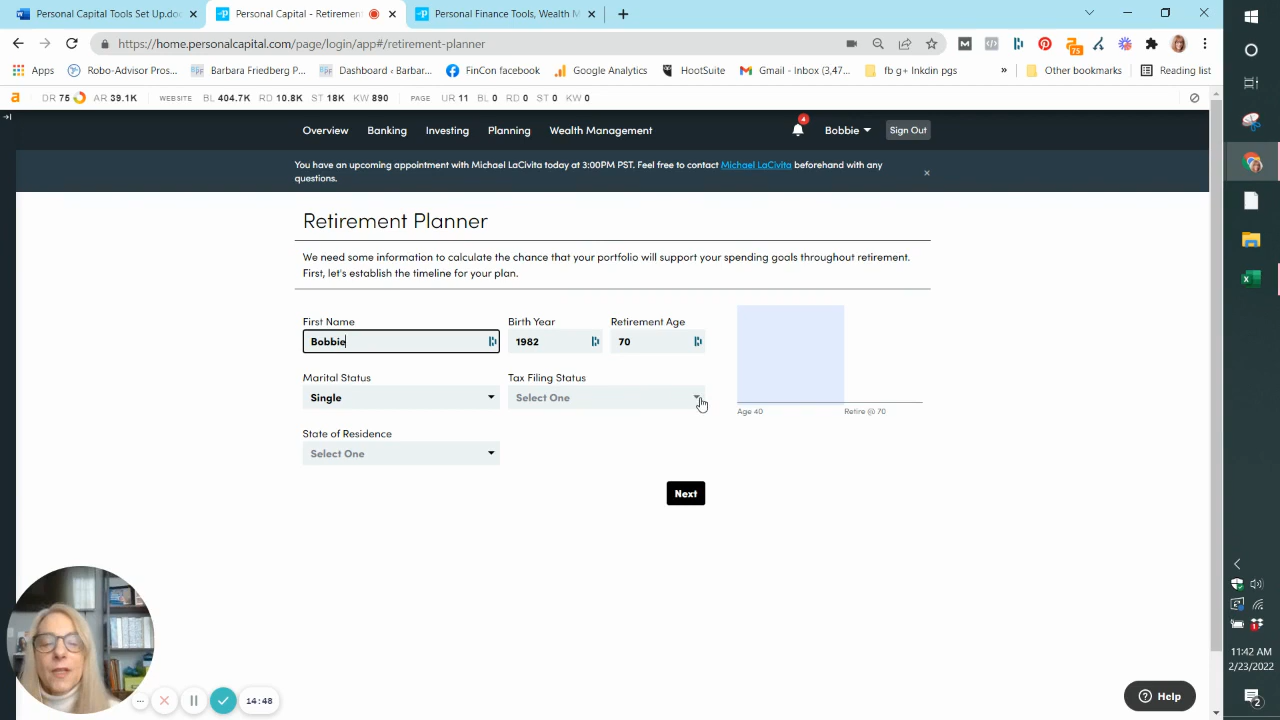 Personal Capital Tools Set Up.doc
Personal Capital - Retirement
Personal Finance Tools, Wealth M
https://home.personalcapital.com/page/login/app#/retirement-planner
75
Apps
Robo-Advisor Pros...
Barbara Friedberg P...
Dashboard ‹ Barbar...
FinCon facebook
Google Analytics
HootSuite
Gmail - Inbox (3,47...
fb g+ lnkdin pgs
»
Other bookmarks
Reading list
DR 75 AR 39.1K WEBSITE BL 404.7K RD 10.8K ST 18K KW 890 PAGE UR 11 BL 0 RD ST 0 KW 0
Overview Banking Investing Planning Wealth Management 4 Bobbie Sign Out
You have an upcoming appointment with Michael LaCivita today at 3:00PM PST. Feel free to contact Michael LaCivita beforehand with any
questions.
Retirement Planner
We need some information to calculate the chance that your portfolio will support your spending goals throughout retirement.
First, let's establish the timeline for your plan.
First Name Birth Year Retirement Age
Bobbie 1982 70
Marital Status Tax Filing Status
Single Select One
Age 40 Retire @ 70
State of Residence
Select One
Next
14:48
Help
11:42 AM
2/23/2022
2